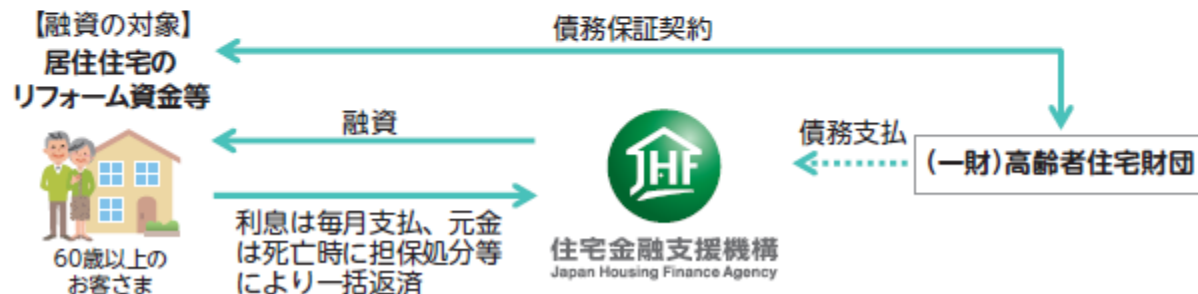 【融資の対象】
居住住宅の
リフォーム資金等
債務保証契約
融資
利息は毎月支払、元金
は死亡時に担保処分等
により一括返済
60歳以上の
お客さま
JHF
住宅金融支援機構
Japan Housing Finance Agency
債務支払
(一財)高齢者住宅財団